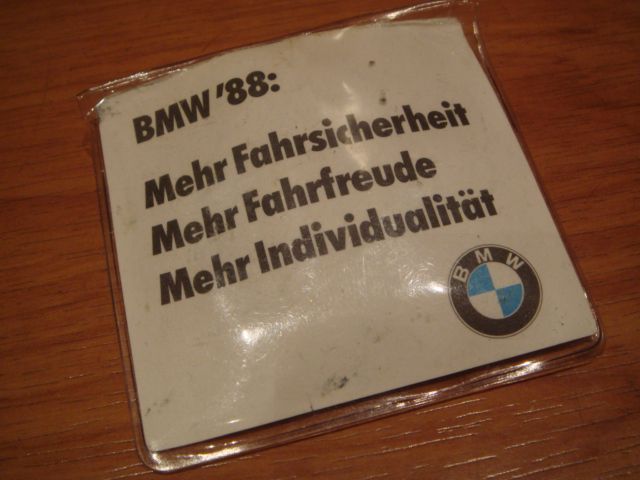 BMW '88:
Mehr Fahrsicherheit
Mehr Fahrfreude
Mehr Individualität
BMW